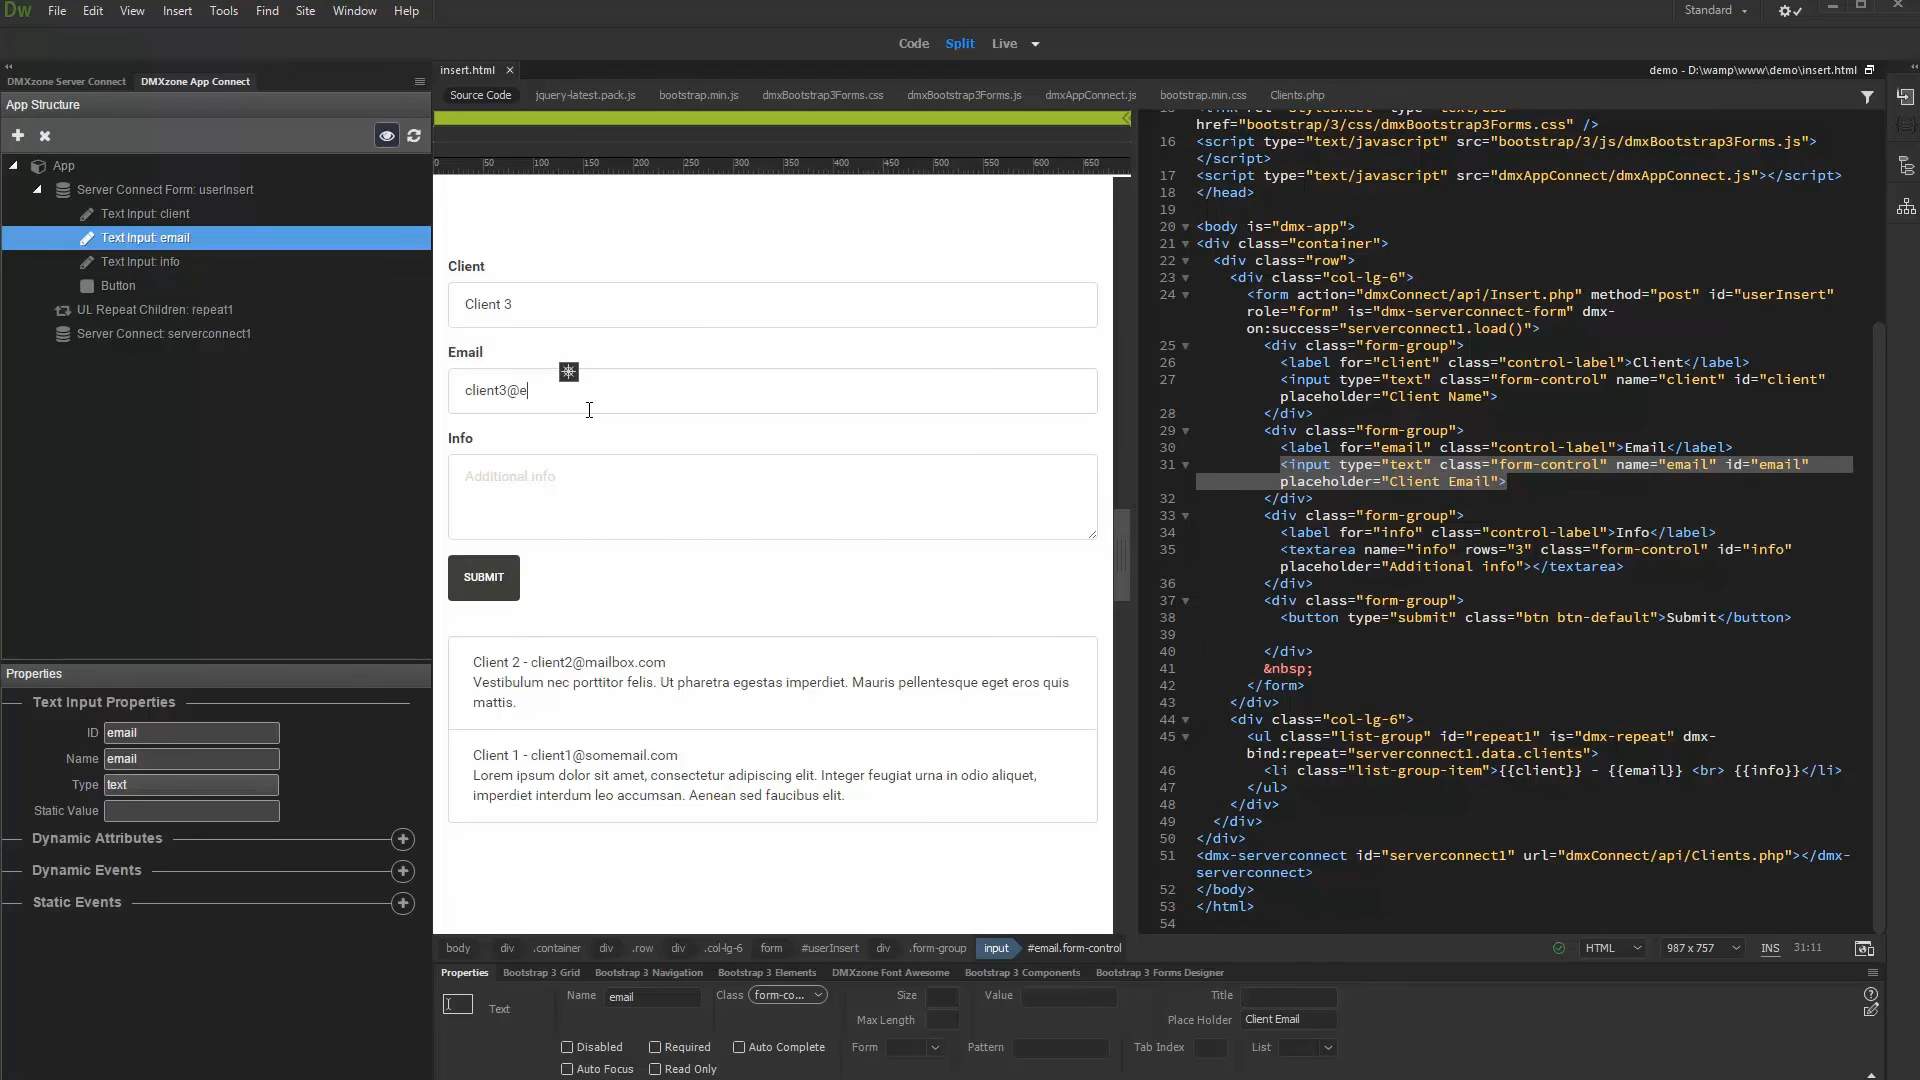 Dw File Edit View Insert Tools Find Site Window Help
Standard
Code Split Live
DMXzone Server Connect DMXzone App Connect
App Structure
App
Server Connect Form: userInsert
Text Input: client
Text Input: email
Text Input: info
Button
UL Repeat Children: repeat1
Server Connect: serverconnect1
Properties
Text Input Properties
ID email
Name email
Type text
Static Value
Dynamic Attributes
Dynamic Events
Static Events
insert.html
demo - D:\wamp\www\demo\insert.html
Source Code jquery-latest.pack.js bootstrap.min.js dmxBootstrap3Forms.css dmxBootstrap3Forms.js dmxAppConnect.js bootstrap.min.css Clients.php
0 50 100 150 200 250 300 350 400 450 500 550 600 650
Client
Client 3
Email
client3@e
Info
Additional info
SUBMIT
Client 2 - client2@mailbox.com
Vestibulum nec porttitor felis. Ut pharetra egestas imperdiet. Mauris pellentesque eget eros quis
mattis.
Client 1 - client1@somemail.com
Lorem ipsum dolor sit amet, consectetur adipiscing elit. Integer feugiat urna in odio aliquet,
imperdiet interdum leo accumsan. Aenean sed faucibus elit.
href="bootstrap/3/css/dmxBootstrap3Forms.css" />
16 <script type="text/javascript" src="bootstrap/3/js/dmxBootstrap3Forms.js">
</script>
17 <script type="text/javascript" src="dmxAppConnect/dmxAppConnect.js"></script>
18 </head>
19
20 <body is="dmx-app">
21 <div class="container">
22 <div class="row">
23 <div class="col-lg-6">
24 <form action="dmxConnect/api/Insert.php" method="post" id="userInsert"
role="form" is="dmx-serverconnect-form" dmx-
on:success="serverconnect1.load()">
25 <div class="form-group">
26 <label for="client" class="control-label">Client</label>
27 <input type="text" class="form-control" name="client" id="client"
placeholder="Client Name">
28 </div>
29 <div class="form-group">
30 <label for="email" class="control-label">Email</label>
31 <input type="text" class="form-control" name="email" id="email"
placeholder="Client Email">
32 </div>
33 <div class="form-group">
34 <label for="info" class="control-label">Info</label>
35 <textarea name="info" rows="3" class="form-control" id="info"
placeholder="Additional info"></textarea>
36 </div>
37 <div class="form-group">
38 <button type="submit" class="btn btn-default">Submit</button>
39
40 </div>
41 &nbsp;
42 </form>
43 </div>
44 <div class="col-lg-6">
45 <ul class="list-group" id="repeat1" is="dmx-repeat" dmx-
bind:repeat="serverconnect1.data.clients">
46 <li class="list-group-item">{{client}} - {{email}} <br> {{info}}</li>
47 </ul>
48 </div>
49 </div>
50 </div>
51 <dmx-serverconnect id="serverconnect1" url="dmxConnect/api/Clients.php"></dmx-
serverconnect>
52 </body>
53 </html>
54
body div .container div .row div .col-lg-6 form #userInsert div .form-group input #email.form-control
HTML 987 x 757 INS 31:11
Properties Bootstrap 3 Grid Bootstrap 3 Navigation Bootstrap 3 Elements DMXzone Font Awesome Bootstrap 3 Components Bootstrap 3 Forms Designer
Text Name email Class form-co... Size Value Title
Max Length Place Holder Client Email
Disabled Required Auto Complete Form Pattern Tab Index List
Auto Focus Read Only